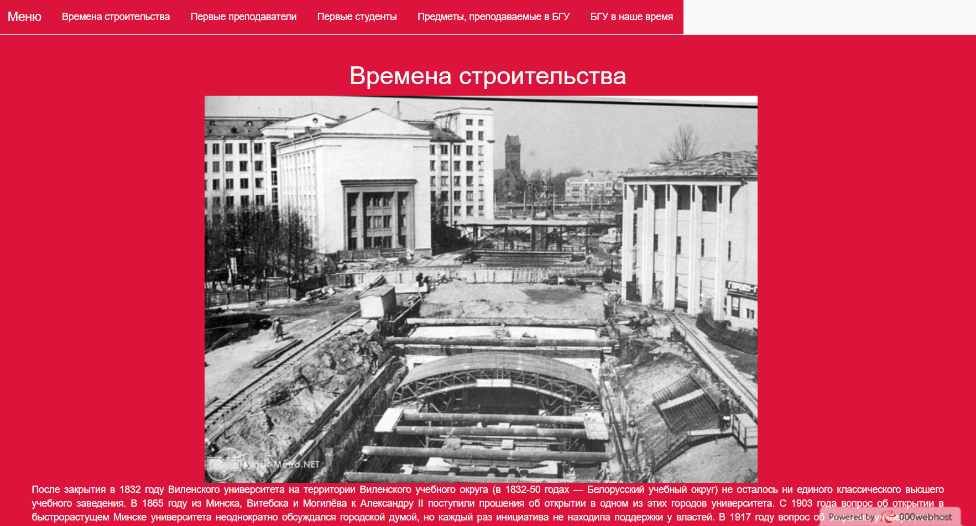 Меню Времена строительства Первые преподаватели Первые студенты Предметы, преподаваемые в БГУ БГУ в наше время
Времена строительства
После закрытия в 1832 году Виленского университета на территории Виленского учебного округа (в 1832-50 годах — Белорусский учебный округ) не осталось ни единого классического высшего
учебного заведения. В 1865 году из Минска, Витебска и Могилёва к Александру II поступили прошения об открытии в одном из этих городов университета. С 1903 года вопрос об открытии в
быстрорастущем Минске университета неоднократно обсуждался городской думой, но каждый раз инициатива не находила поддержки у властей. В 1917 году вопрос об
Powered by 000webhost